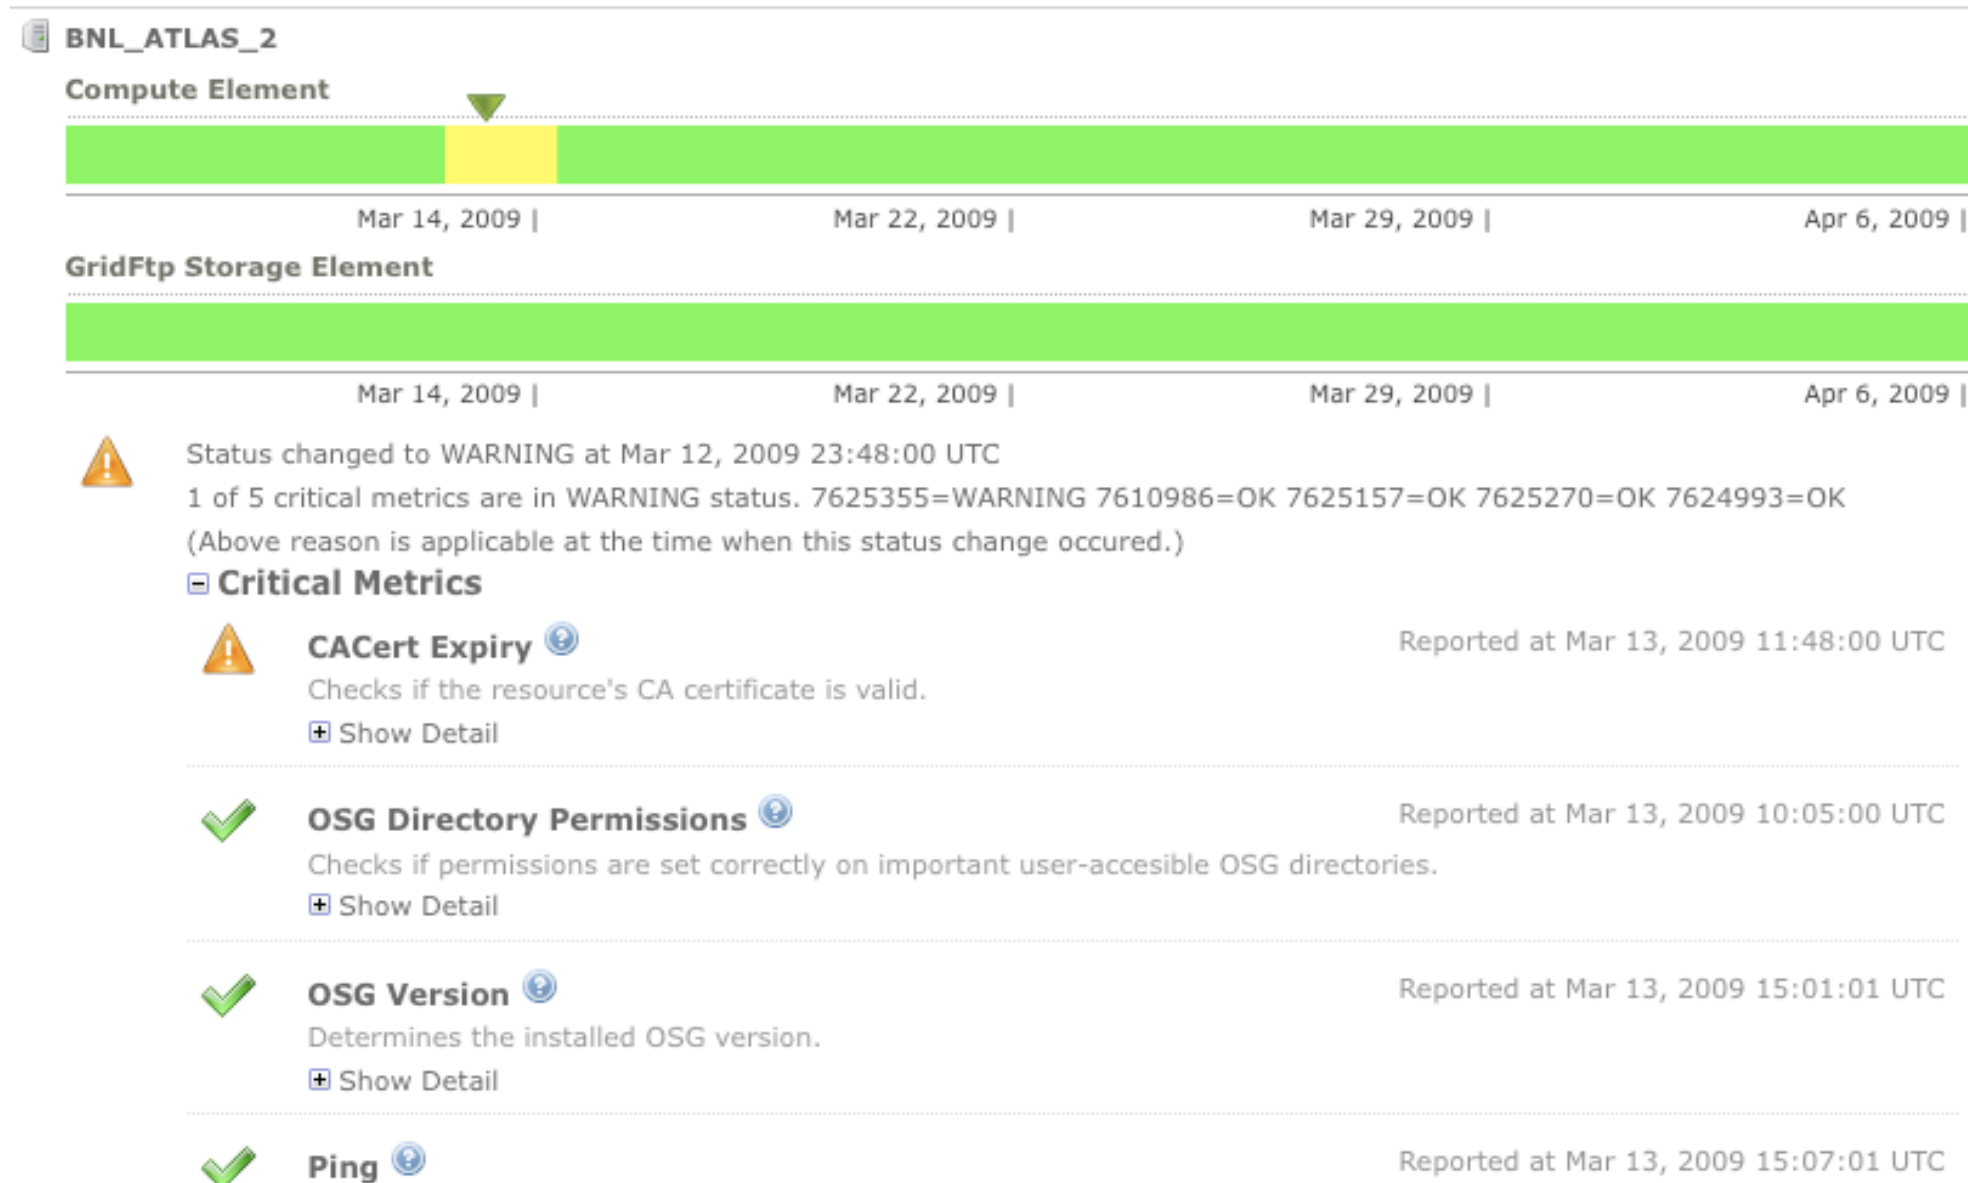 BNL_ATLAS_2
Compute Element
Mar 14, 2009 | Mar 22, 2009 | Mar 29, 2009 | Apr 6, 2009 |
GridFtp Storage Element
Mar 14, 2009 | Mar 22, 2009 | Mar 29, 2009 | Apr 6, 2009 |
Status changed to WARNING at Mar 12, 2009 23:48:00 UTC
1 of 5 critical metrics are in WARNING status. 7625355=WARNING 7610986=OK 7625157=OK 7625270=OK 7624993=OK
(Above reason is applicable at the time when this status change occured.)
Critical Metrics
CACert Expiry Reported at Mar 13, 2009 11:48:00 UTC
Checks if the resource's CA certificate is valid.
Show Detail
OSG Directory Permissions Reported at Mar 13, 2009 10:05:00 UTC
Checks if permissions are set correctly on important user-accesible OSG directories.
Show Detail
OSG Version Reported at Mar 13, 2009 15:01:01 UTC
Determines the installed OSG version.
Show Detail
Ping Reported at Mar 13, 2009 15:07:01 UTC